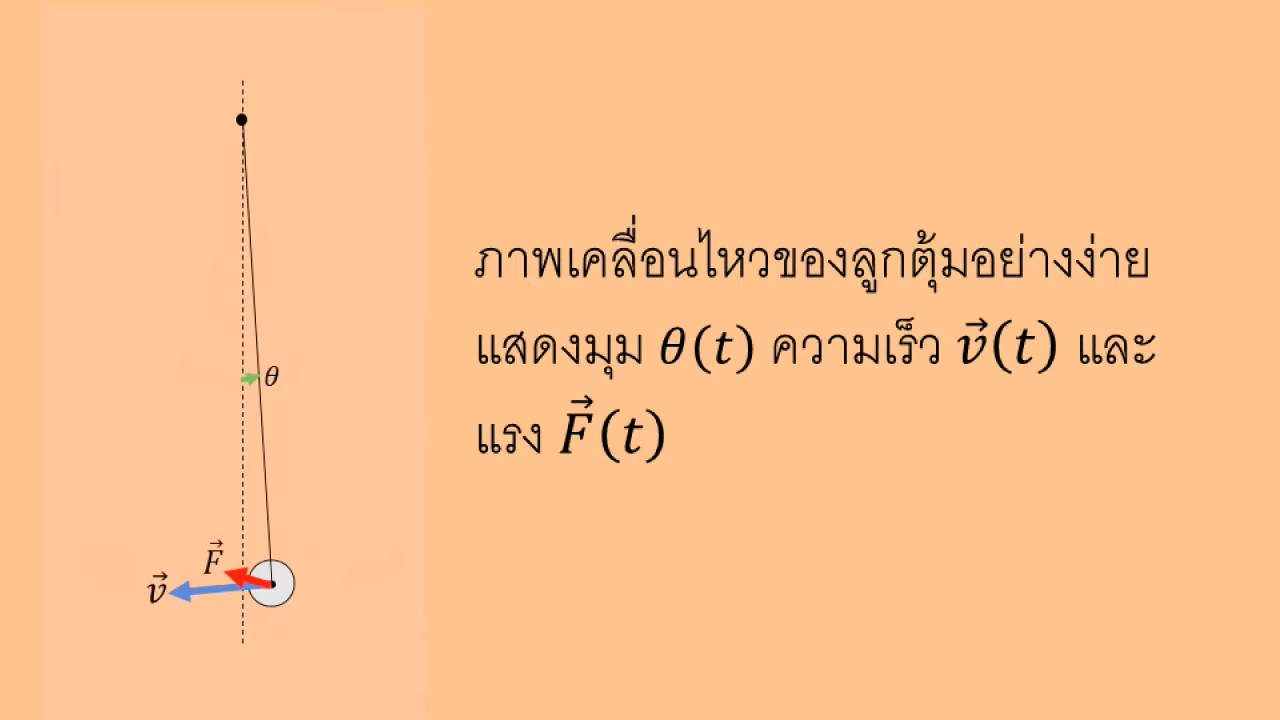 θ
F⃗
v⃗
ภาพเคลื่อนไหวของลูกตุ้มอย่างง่าย
แสดงมุม θ(t) ความเร็ว v⃗(t) และ
แรง F⃗(t)